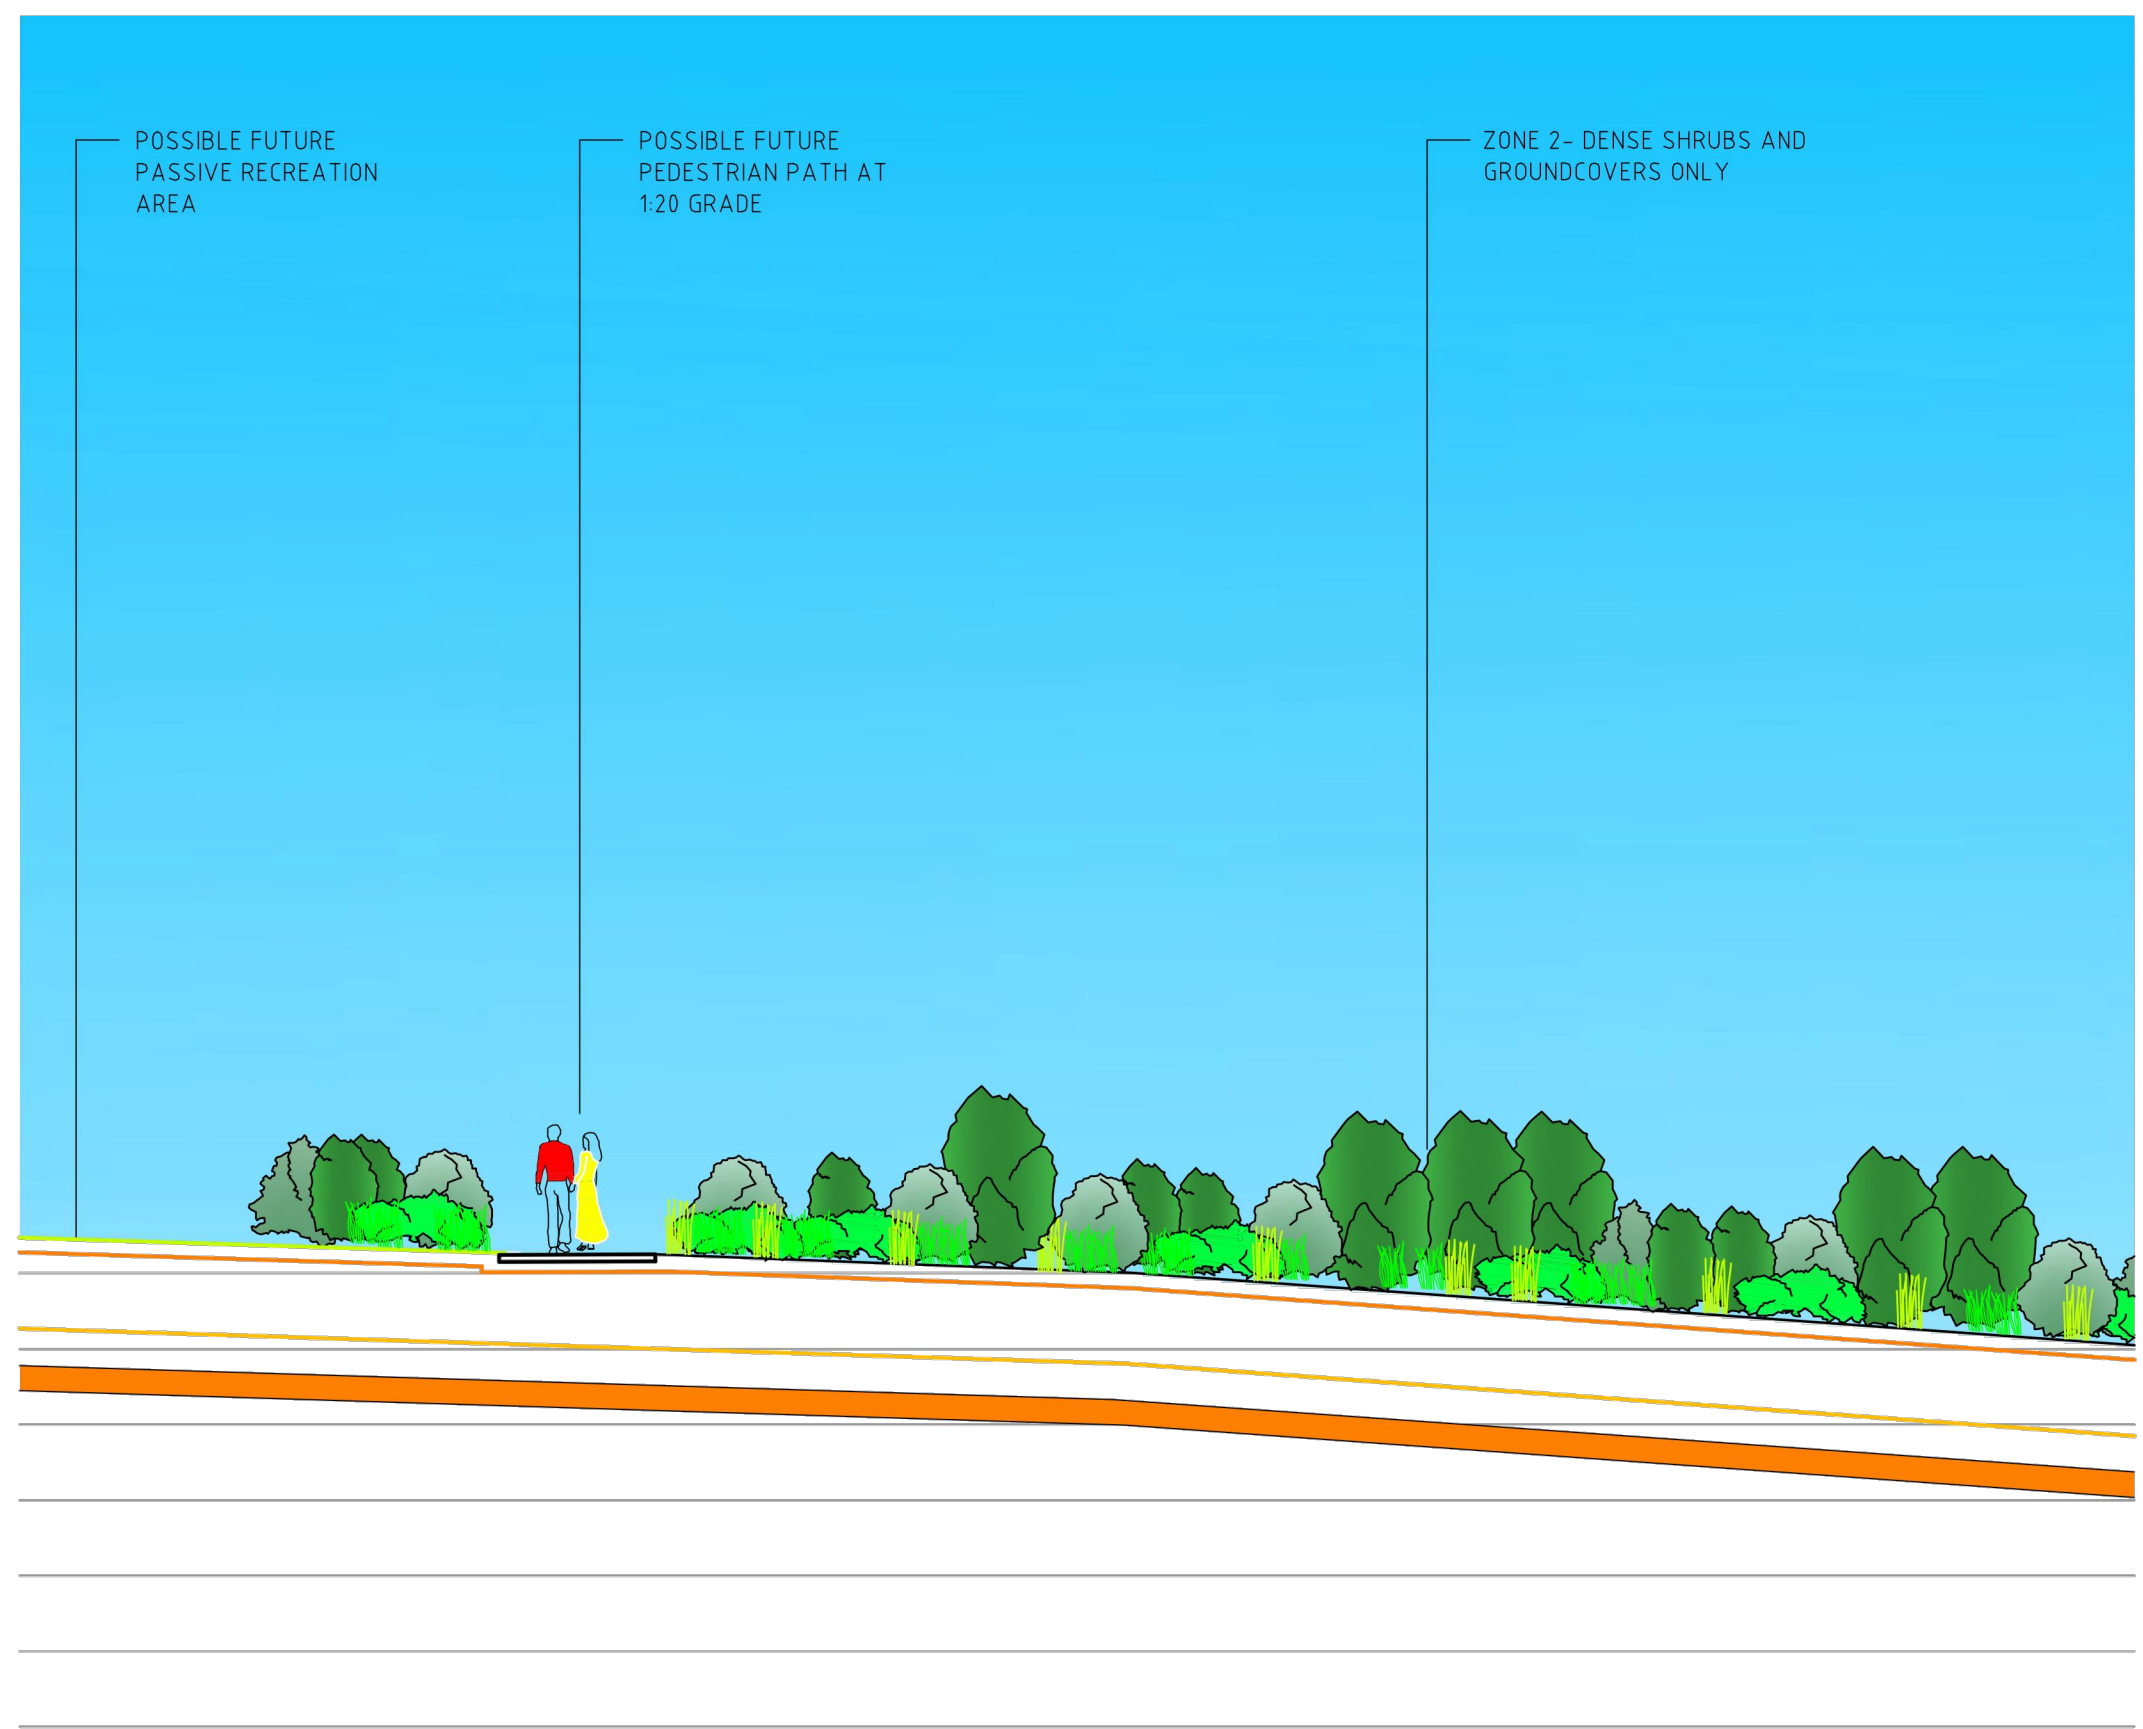 POSSIBLE FUTURE
PASSIVE RECREATION
AREA
POSSIBLE FUTURE
PEDESTRIAN PATH AT
1:20 GRADE
ZONE 2- DENSE SHRUBS AND
GROUNDCOVERS ONLY